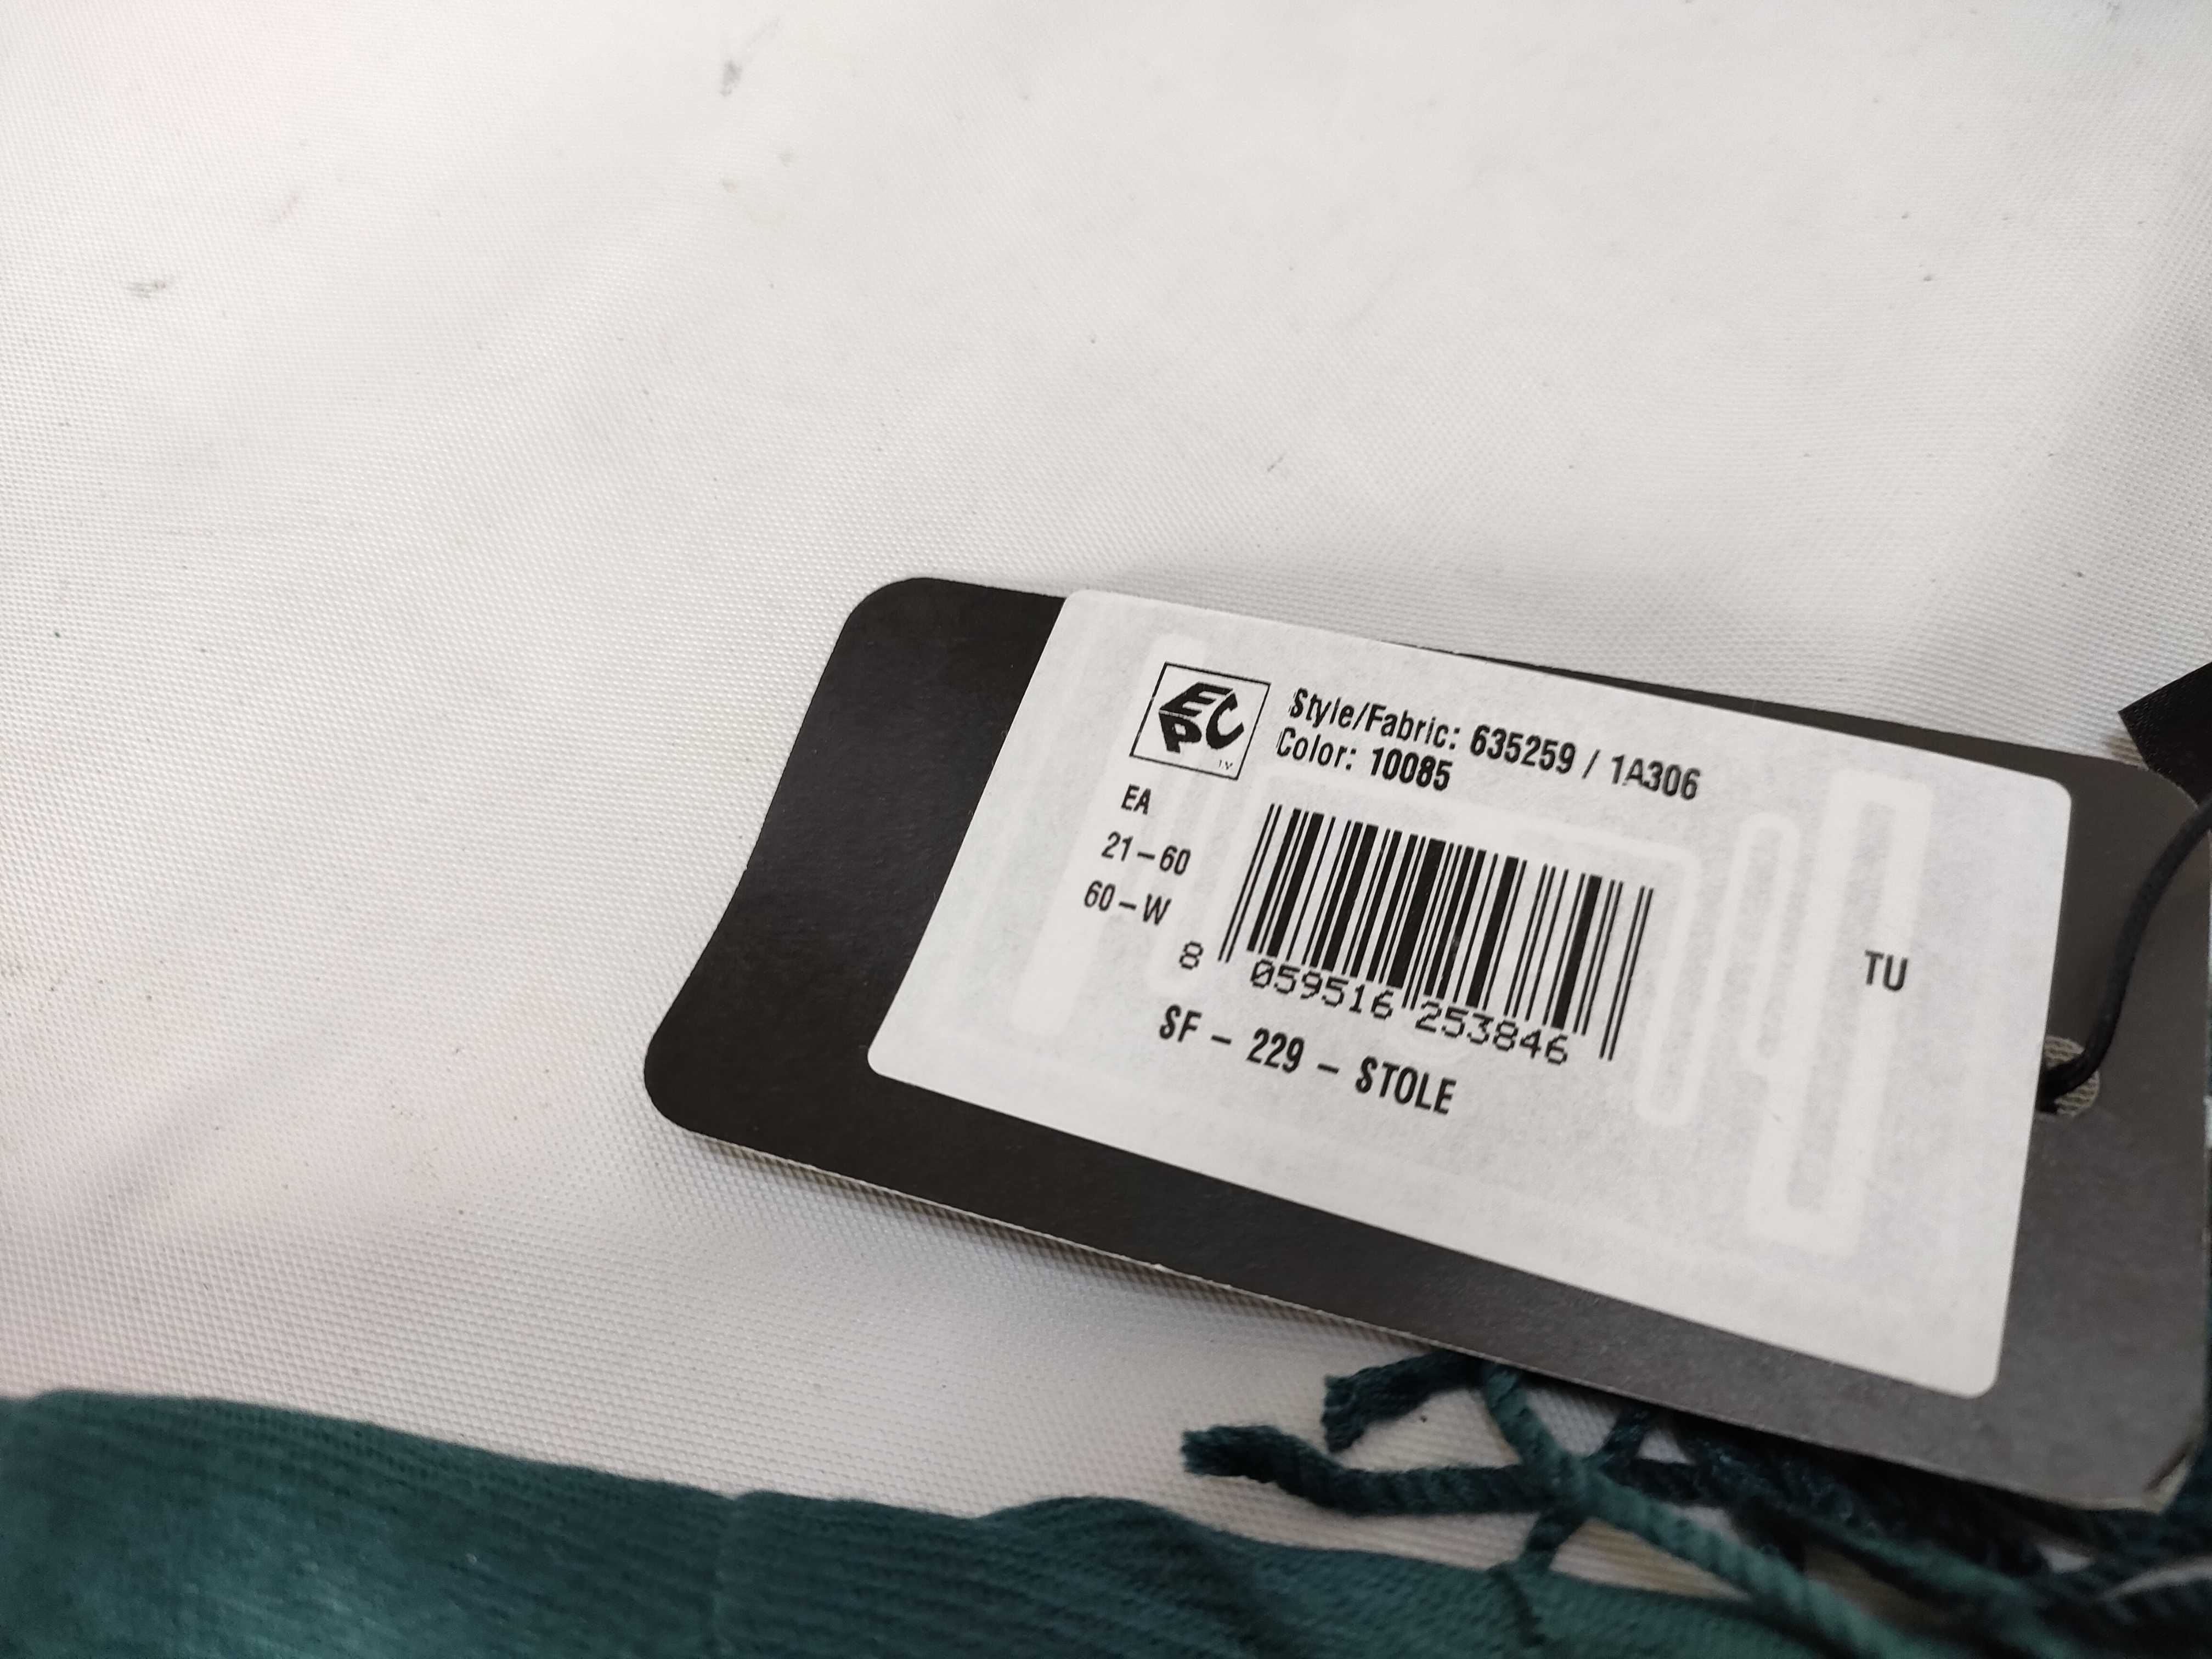 EPC
Style/Fabric: 635259 / 1A306
Color: 10085
EA
21-60
60-W
8 059516 253846
TU
SF - 229 - STOLE